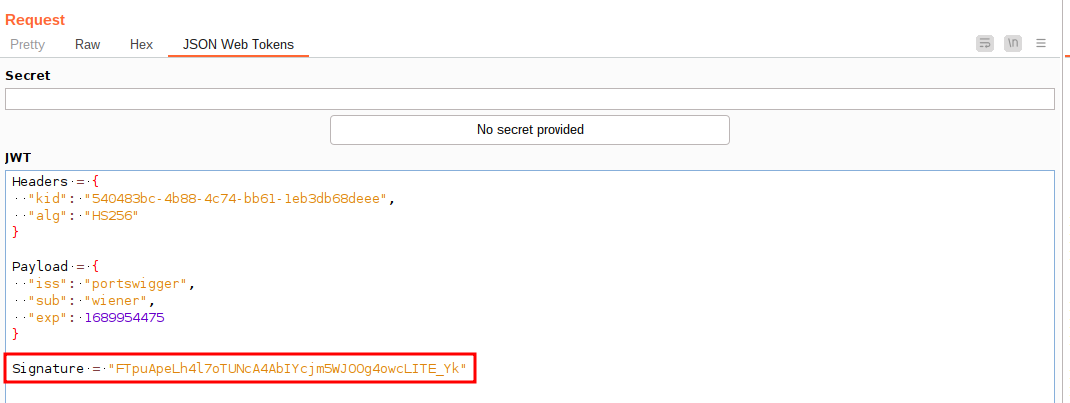 Request
Pretty Raw Hex JSON Web Tokens \n
Secret
No secret provided
JWT
Headers = {
"kid": "540483bc-4b88-4c74-bb61-1eb3db68deee",
"alg": "HS256"
}
Payload = {
"iss": "portswigger",
"sub": "wiener",
"exp": 1689954475
}
Signature = "FTpuApeLh4l7oTUNcA4AbIYcjm5WJOOg4owcLITE_Yk"